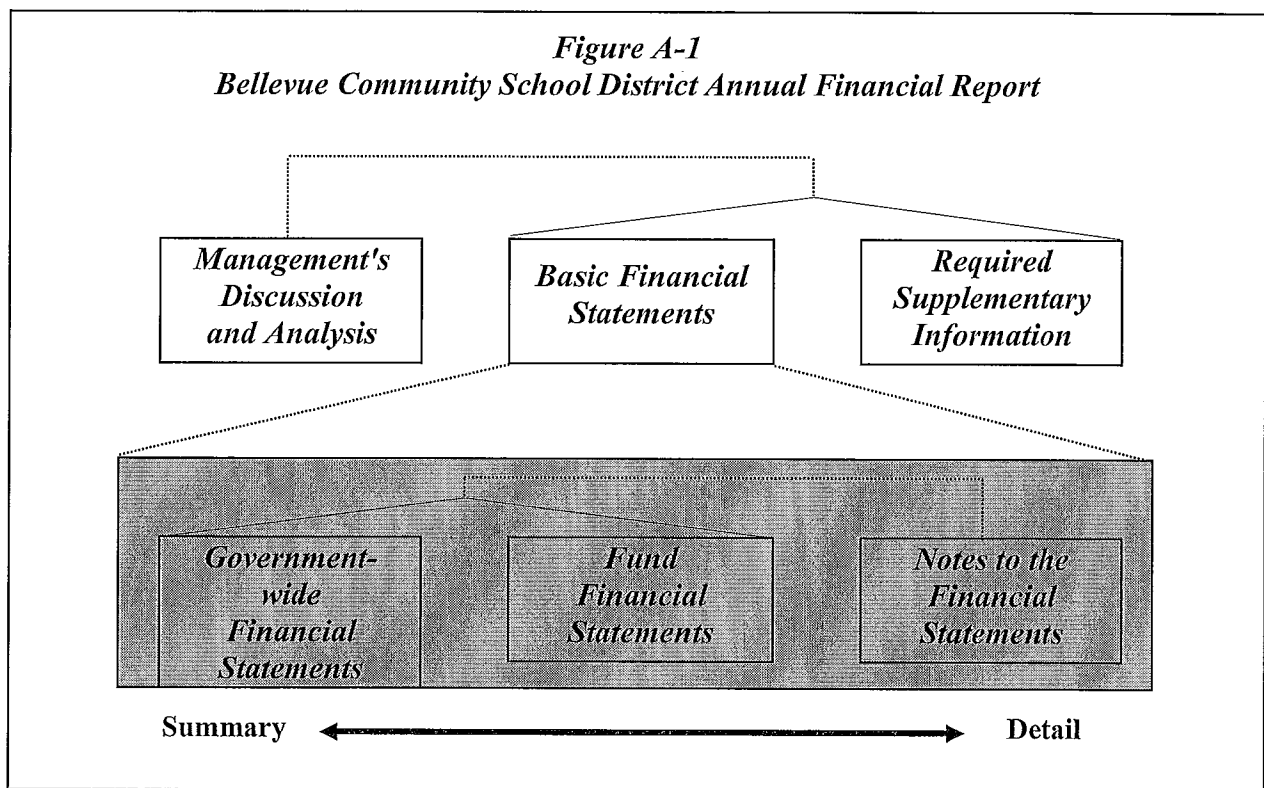 Figure A-1
Bellevue Community School District Annual Financial Report
Management's
Discussion
and Analysis
Basic Financial
Statements
Required
Supplementary
Information
Government-
wide
Financial
Statements
Fund
Financial
Statements
Notes to the
Financial
Statements
Summary
Detail